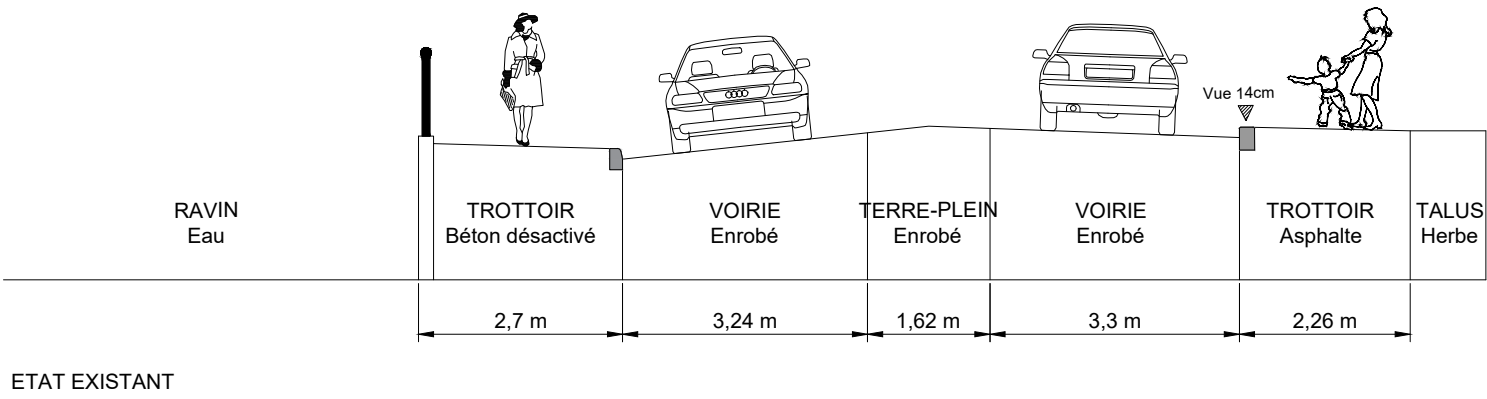 Vue 14cm
RAVIN
Eau
TROTTOIR
Béton désactivé
VOIRIE
Enrobé
TERRE-PLEIN
Enrobé
VOIRIE
Enrobé
TROTTOIR
Asphalte
TALUS
Herbe
2,7 m
3,24 m
1,62 m
3,3 m
2,26 m
ETAT EXISTANT